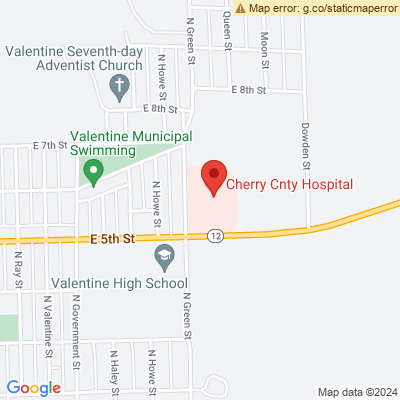 Map error: g.co/staticmaperror
Queen St
Moon St
N Green St
Valentine Seventh-day
Adventist Church
N Howe St
E 8th St
E 8th St
Dowden St
E 7th St
Valentine Municipal
Swimming
N Howe St
Cherry Cnty Hospital
E 5th St
12
Valentine High School
N Ray St
N Valentine St
N Government St
N Green St
N Haley St
N Howe St
Google
Map data ©2024